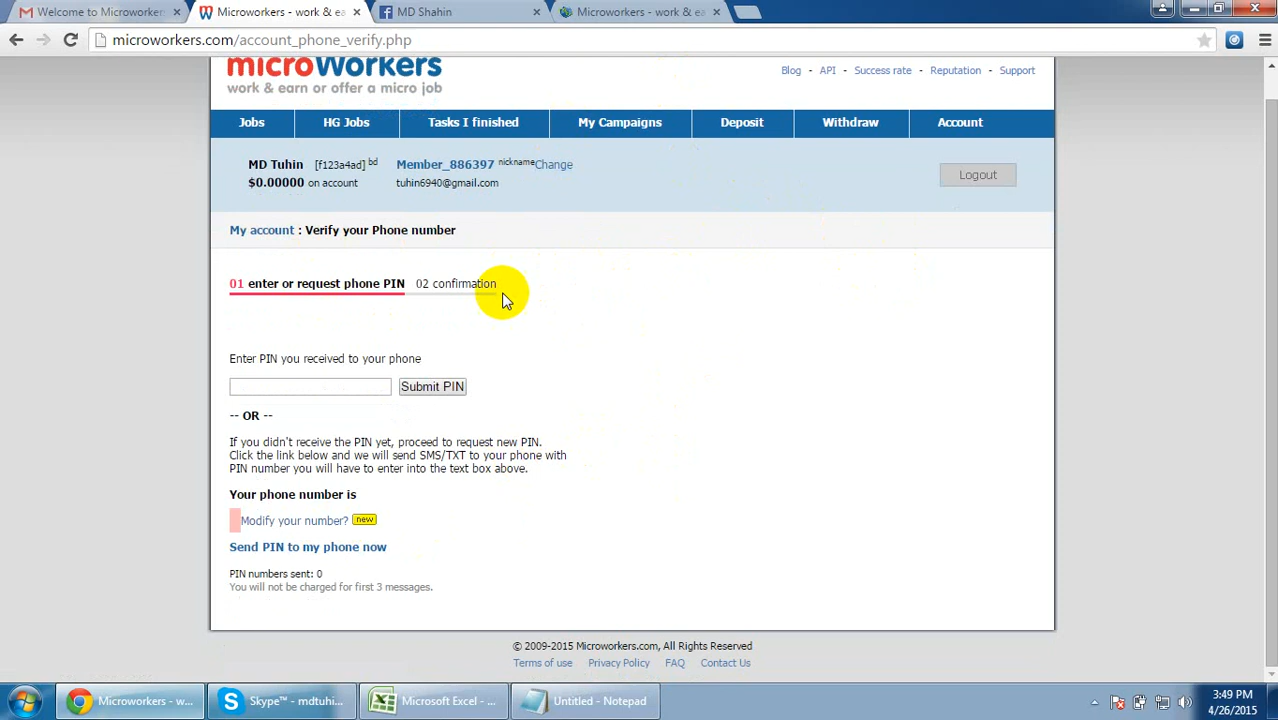 Welcome to Microworkers
Microworkers - work & ea
MD Shahin
Microworkers - work & ea
microworkers.com/account_phone_verify.php
microWorkers
work & earn or offer a micro job
Blog - API - Success rate - Reputation - Support
Jobs HG Jobs Tasks I finished My Campaigns Deposit Withdraw Account
MD Tuhin [f123a4ad] bd Member_886397 nickname Change
$0.00000 on account tuhin6940@gmail.com
Logout
My account : Verify your Phone number
01 enter or request phone PIN 02 confirmation
Enter PIN you received to your phone
Submit PIN
-- OR --
If you didn't receive the PIN yet, proceed to request new PIN.
Click the link below and we will send SMS/TXT to your phone with
PIN number you will have to enter into the text box above.
Your phone number is
Modify your number? new
Send PIN to my phone now
PIN numbers sent: 0
You will not be charged for first 3 messages.
© 2009-2015 Microworkers.com, All Rights Reserved
Terms of use Privacy Policy FAQ Contact Us
Microworkers - w... Skype™ - mdtuhi... Microsoft Excel - ... Untitled - Notepad
3:49 PM
4/26/2015